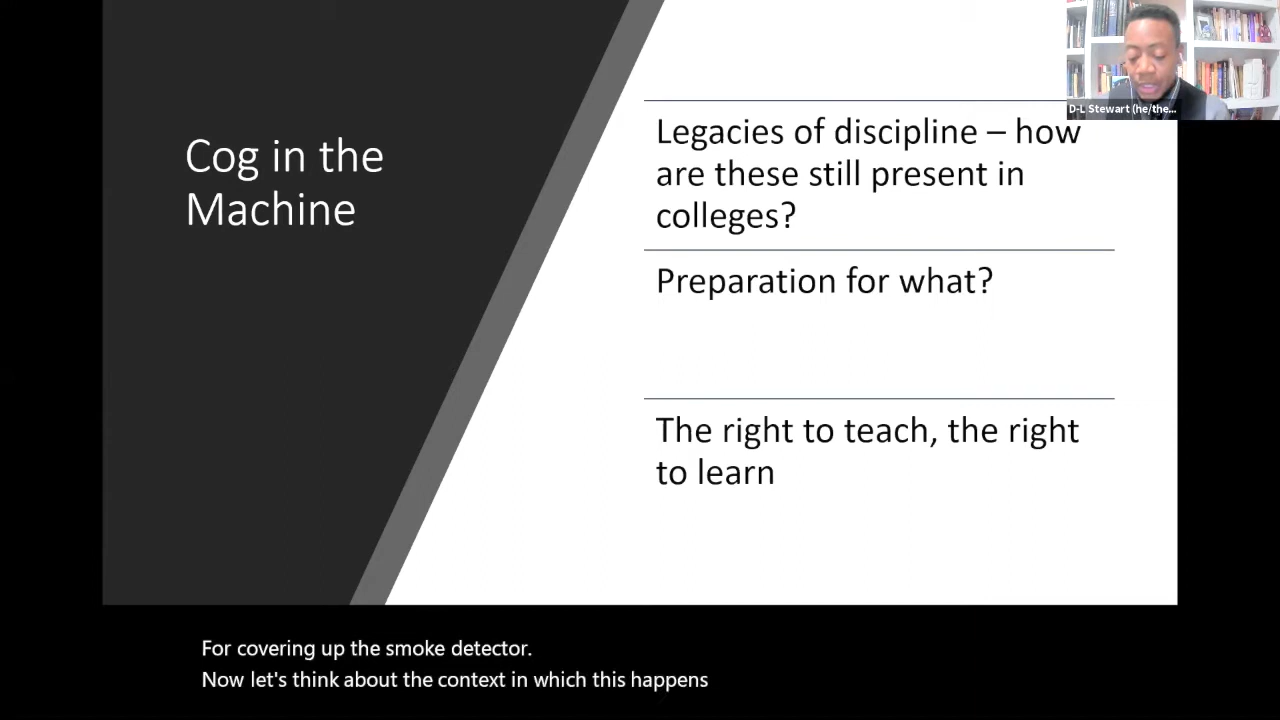 D-L Stewart (he/the...
Cog in the
Machine
Legacies of discipline – how
are these still present in
colleges?
Preparation for what?
The right to teach, the right
to learn
For covering up the smoke detector.
Now let's think about the context in which this happens